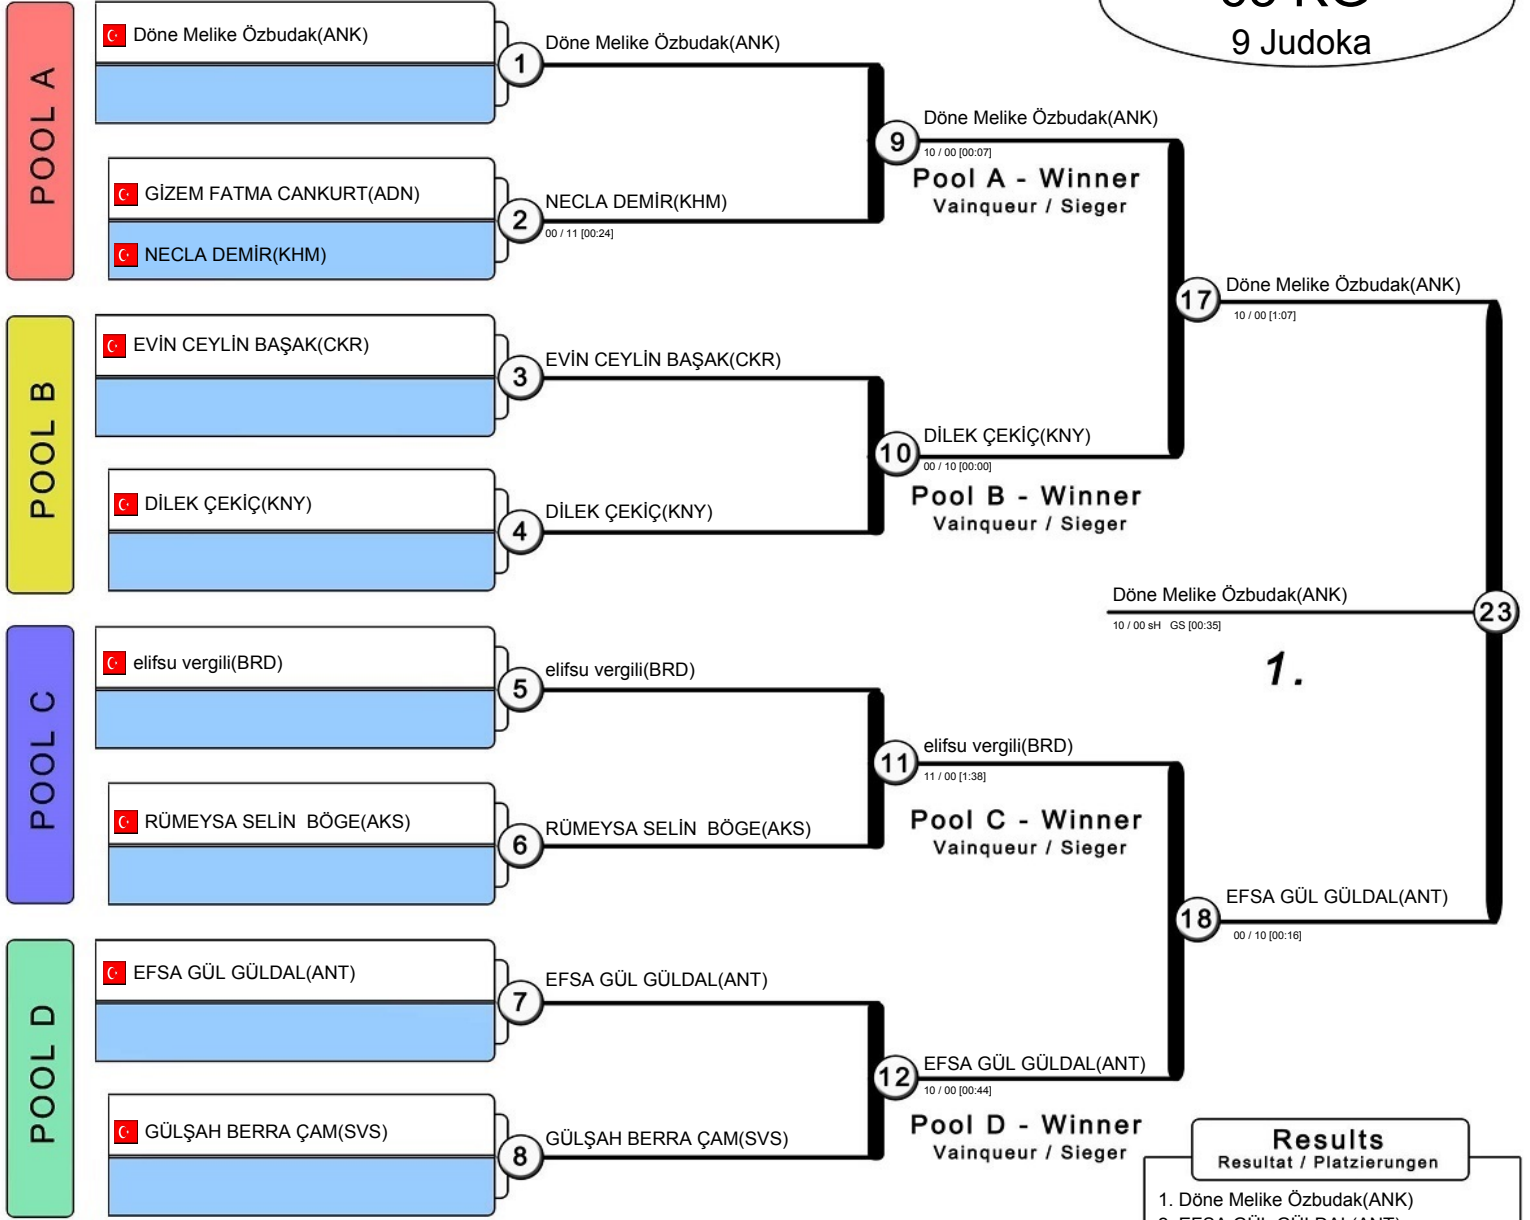 9 Judoka
POOL A
Döne Melike Özbudak(ANK)
1
Döne Melike Özbudak(ANK)
GİZEM FATMA CANKURT(ADN)
NECLA DEMİR(KHM)
2
NECLA DEMİR(KHM)
00 / 11 [00:24]
9
Döne Melike Özbudak(ANK)
10 / 00 [00:07]
Pool A - Winner
Vainqueur / Sieger
POOL B
EVİN CEYLİN BAŞAK(CKR)
3
EVİN CEYLİN BAŞAK(CKR)
DİLEK ÇEKİÇ(KNY)
4
DİLEK ÇEKİÇ(KNY)
10
DİLEK ÇEKİÇ(KNY)
00 / 10 [00:00]
Pool B - Winner
Vainqueur / Sieger
17
Döne Melike Özbudak(ANK)
10 / 00 [1:07]
POOL C
elifsu vergili(BRD)
5
elifsu vergili(BRD)
RÜMEYSA SELİN  BÖGE(AKS)
6
RÜMEYSA SELİN  BÖGE(AKS)
11
elifsu vergili(BRD)
11 / 00 [1:38]
Pool C - Winner
Vainqueur / Sieger
POOL D
EFSA GÜL GÜLDAL(ANT)
7
EFSA GÜL GÜLDAL(ANT)
GÜLŞAH BERRA ÇAM(SVS)
8
GÜLŞAH BERRA ÇAM(SVS)
12
EFSA GÜL GÜLDAL(ANT)
10 / 00 [00:44]
Pool D - Winner
Vainqueur / Sieger
18
EFSA GÜL GÜLDAL(ANT)
00 / 10 [00:16]
Döne Melike Özbudak(ANK)
23
10 / 00 sH   GS [00:35]
1.
Results
Resultat / Platzierungen
1. Döne Melike Özbudak(ANK)
2. EFSA GÜL GÜLDAL(ANT)